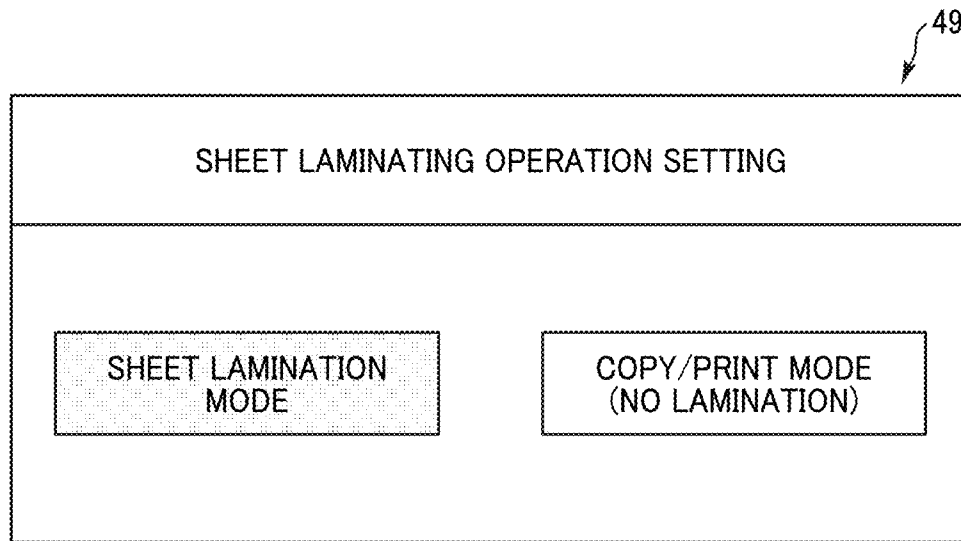 49
SHEET LAMINATING OPERATION SETTING
SHEET LAMINATION
MODE
COPY/PRINT MODE
(NO LAMINATION)